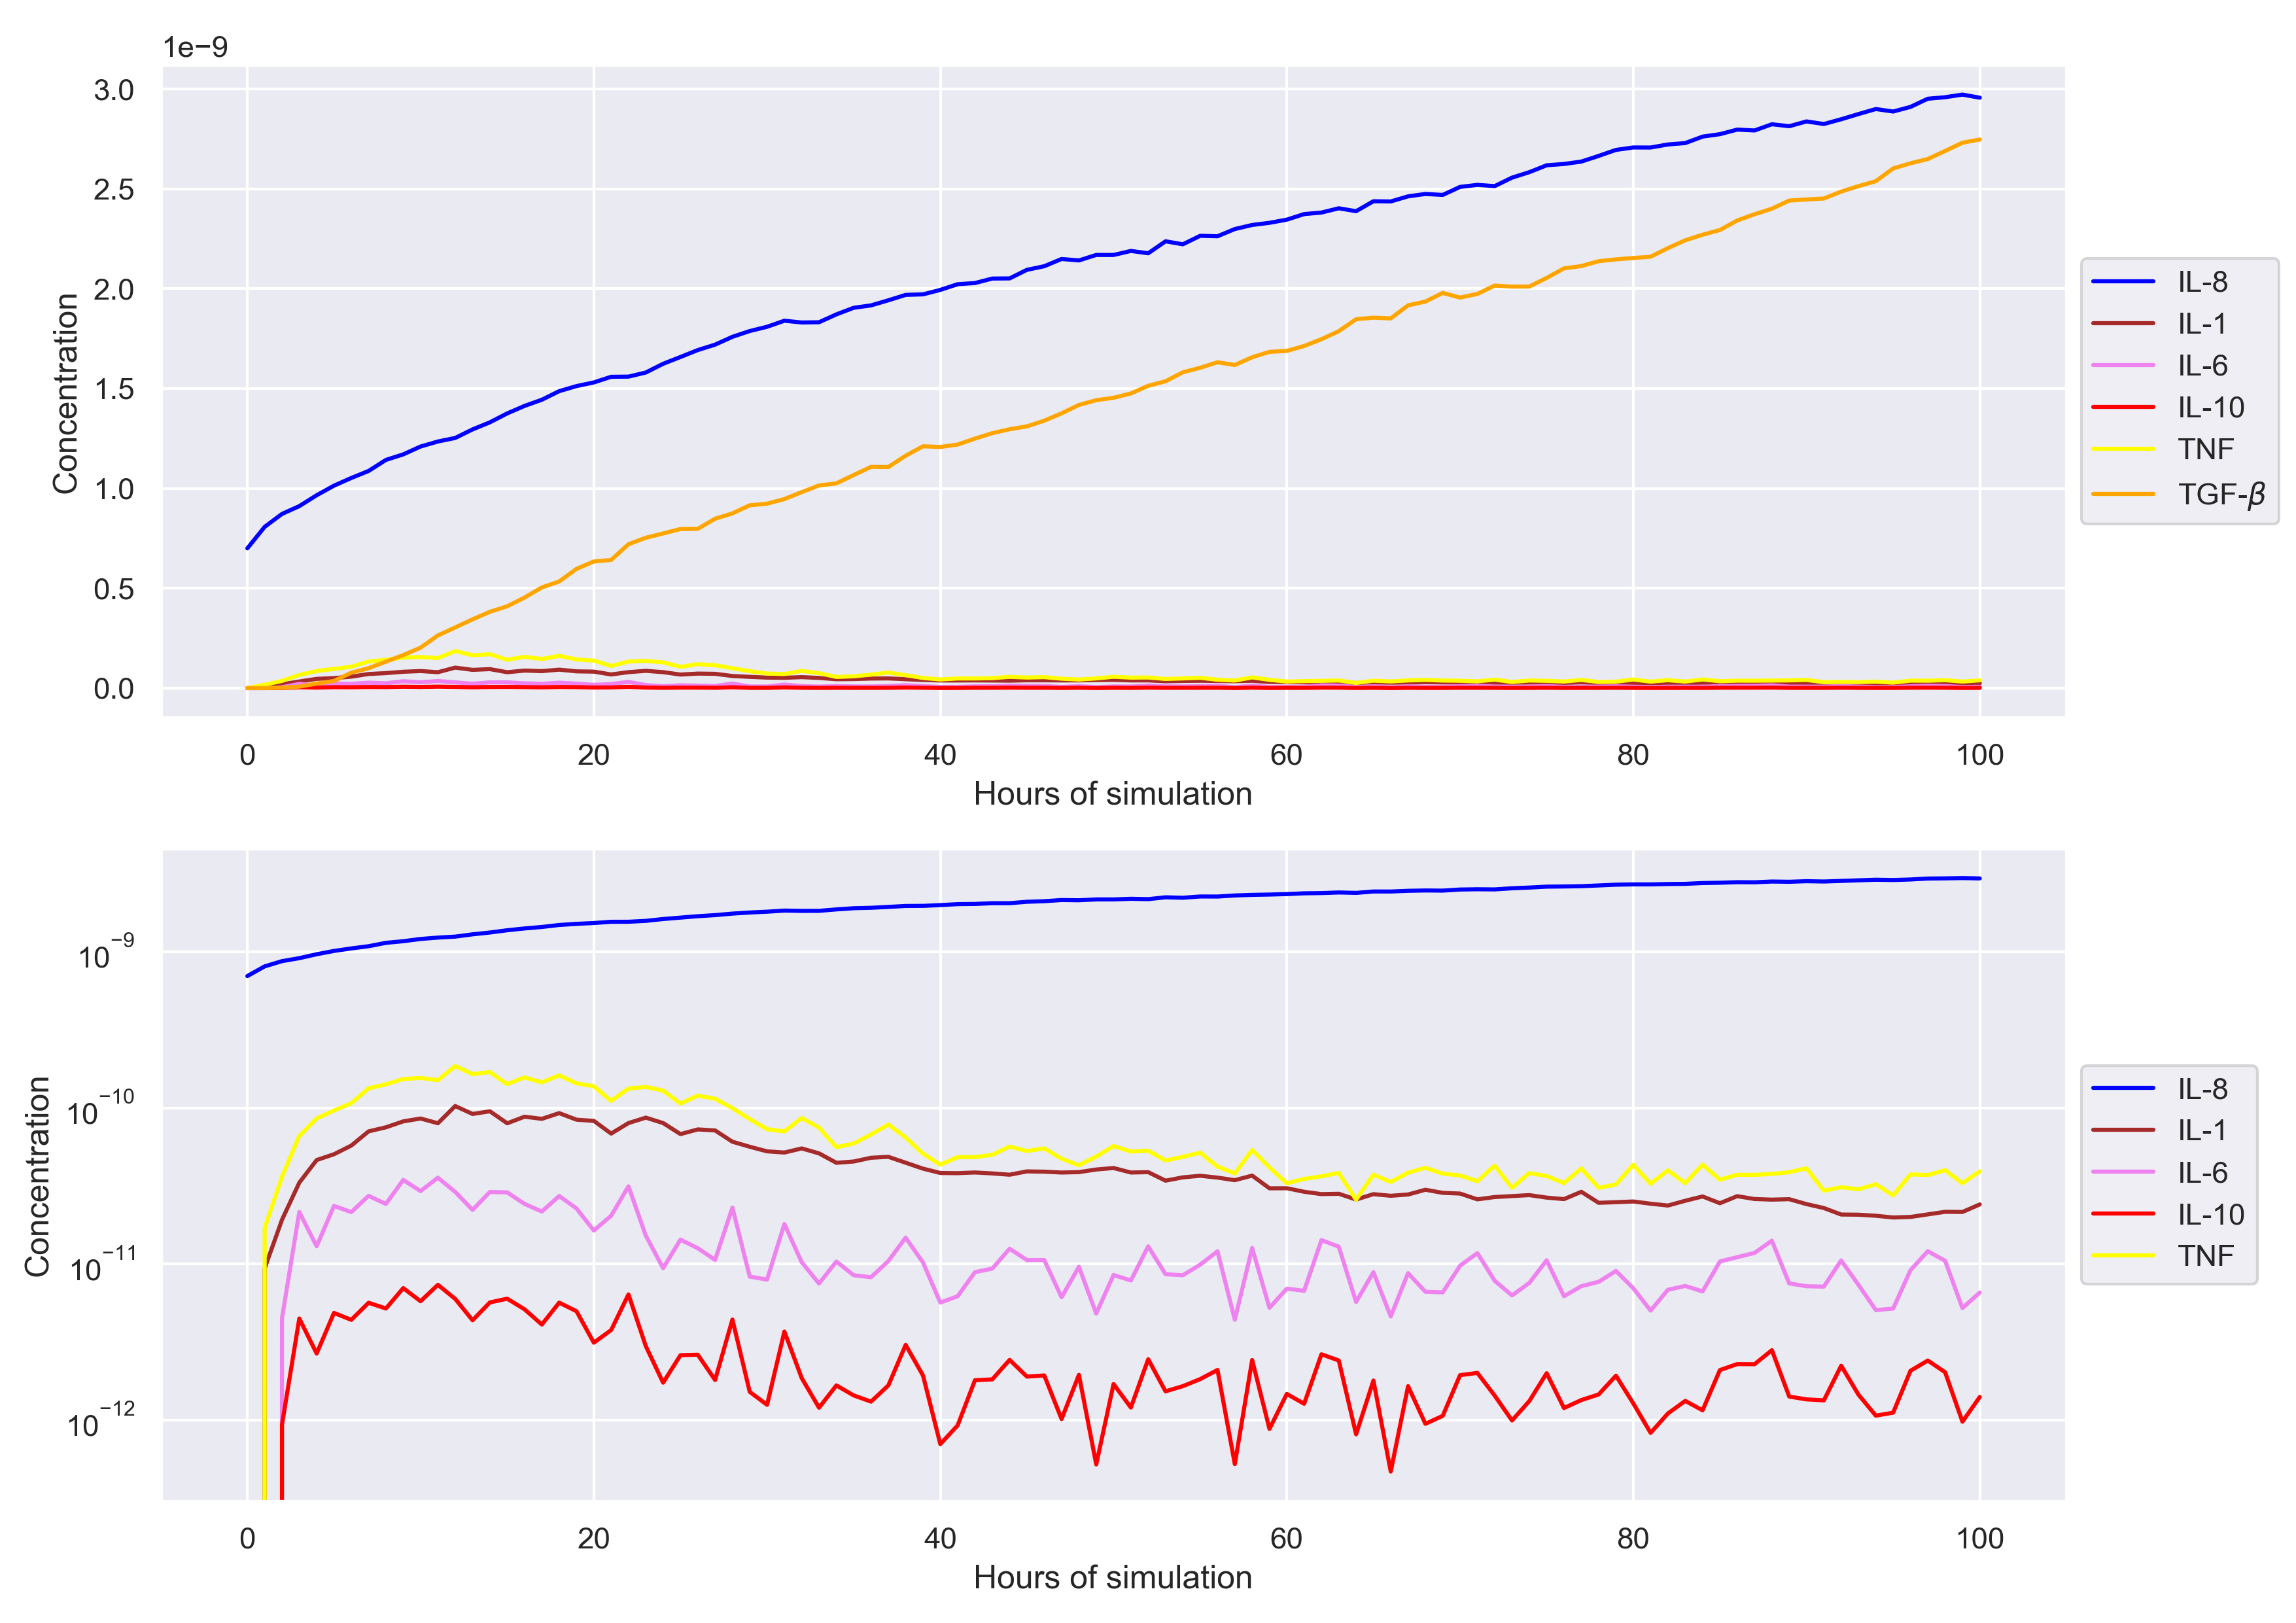 1e−9
3.0
2.5
2.0
1.5
1.0
0.5
0.0
Concentration
0 20 40 60 80 100
Hours of simulation
IL-8
IL-1
IL-6
IL-10
TNF
TGF-β
10⁻⁹
10⁻¹⁰
10⁻¹¹
10⁻¹²
Concentration
0 20 40 60 80 100
Hours of simulation
IL-8
IL-1
IL-6
IL-10
TNF